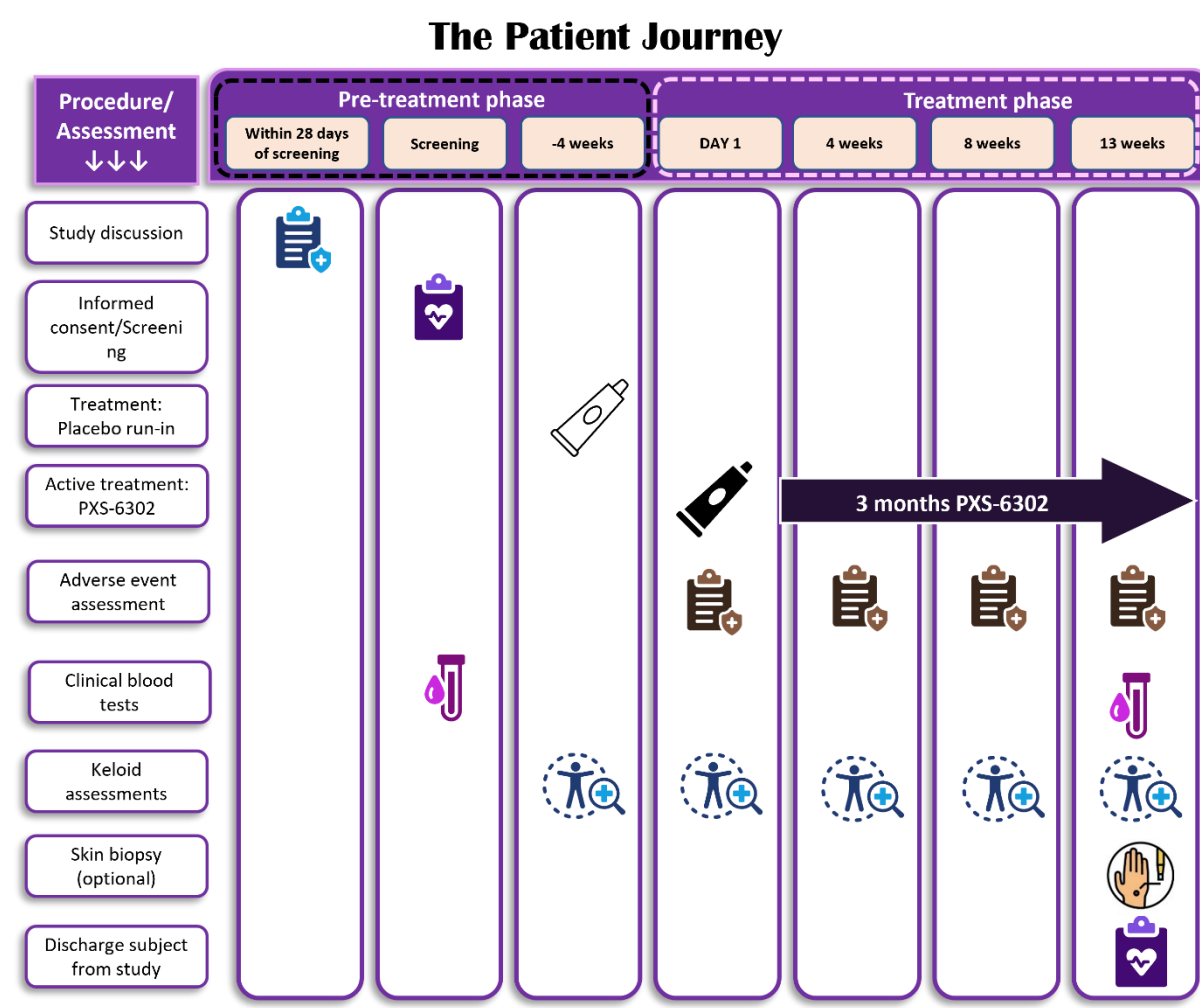 The Patient Journey
Procedure/
Assessment
↓↓↓
Pre-treatment phase
Treatment phase
Within 28 days
of screening
Screening
-4 weeks
DAY 1
4 weeks
8 weeks
13 weeks
Study discussion
Informed
consent/Screeni
ng
Treatment:
Placebo run-in
Active treatment:
PXS-6302
3 months PXS-6302
Adverse event
assessment
Clinical blood
tests
Keloid
assessments
Skin biopsy
(optional)
Discharge subject
from study